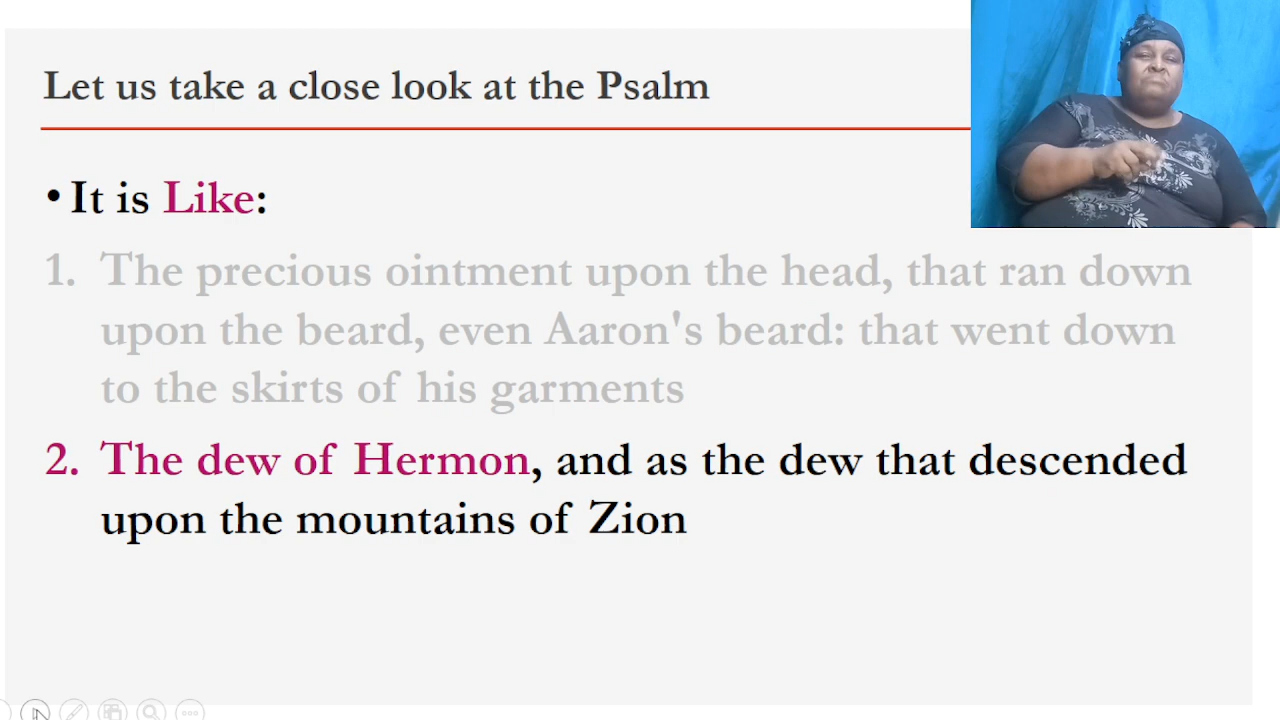 Let us take a close look at the Psalm
• It is Like:
1. The precious ointment upon the head, that ran down
upon the beard, even Aaron's beard: that went down
to the skirts of his garments
2. The dew of Hermon, and as the dew that descended
upon the mountains of Zion